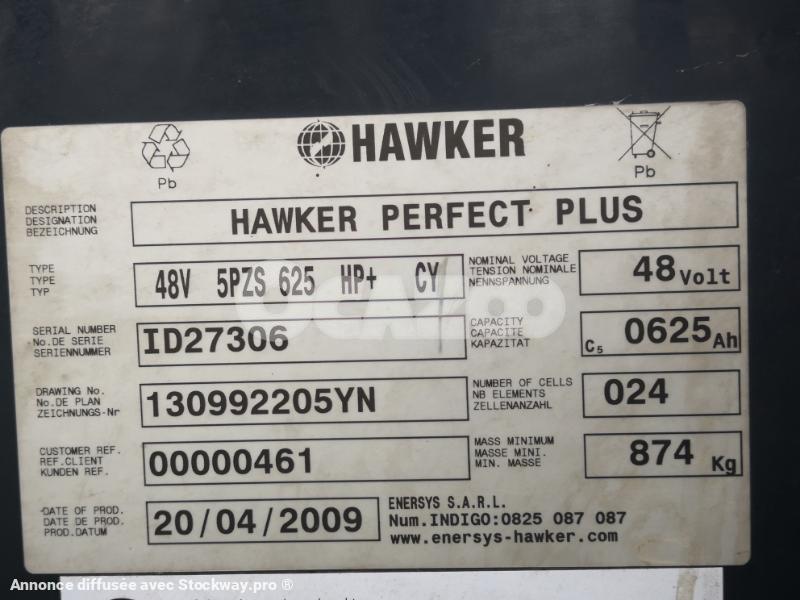 HAWKER
Pb
Pb
DESCRIPTION
DESIGNATION
BEZEICHNUNG
HAWKER PERFECT PLUS
TYPE
TYPE
TYP
48V 5PZS 625 HP+ CY
NOMINAL VOLTAGE
TENSION NOMINALE
NENNSPANNUNG
48 Volt
SERIAL NUMBER
No.DE SERIE
SERIENNUMMER
ID27306
CAPACITY
CAPACITE
KAPAZITAT
C5 0625 Ah
DRAWING No.
No.DE PLAN
ZEICHNUNGS-Nr
130992205YN
NUMBER OF CELLS
NB ELEMENTS
ZELLENANZAHL
024
CUSTOMER REF.
REF.CLIENT
KUNDEN REF.
00000461
MASS MINIMUM
MASSE MINI.
MIN. MASSE
874 Kg
DATE OF PROD.
DATE DE PROD.
PROD.DATUM
20/04/2009
ENERSYS S.A.R.L.
Num.INDIGO:0825 087 087
www.enersys-hawker.com
OCAZOO
Annonce diffusée avec Stockway.pro ®